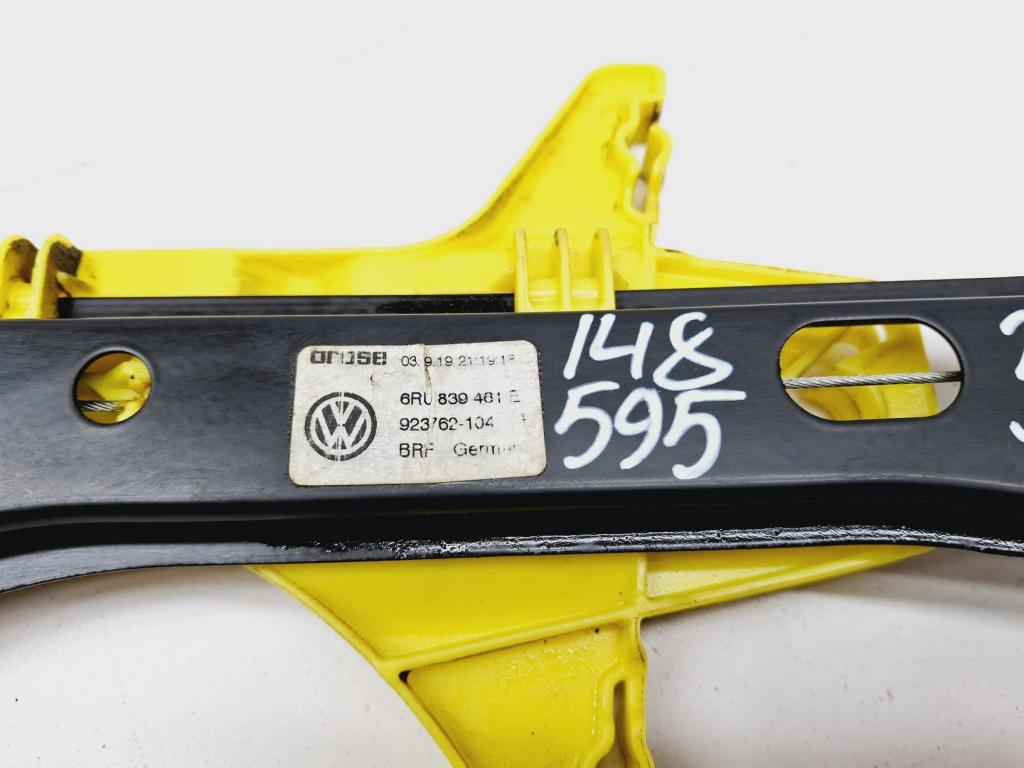 brose 03.9.19 21:19:18
6RU 839 461 E
923762-104
BRF German
148
595